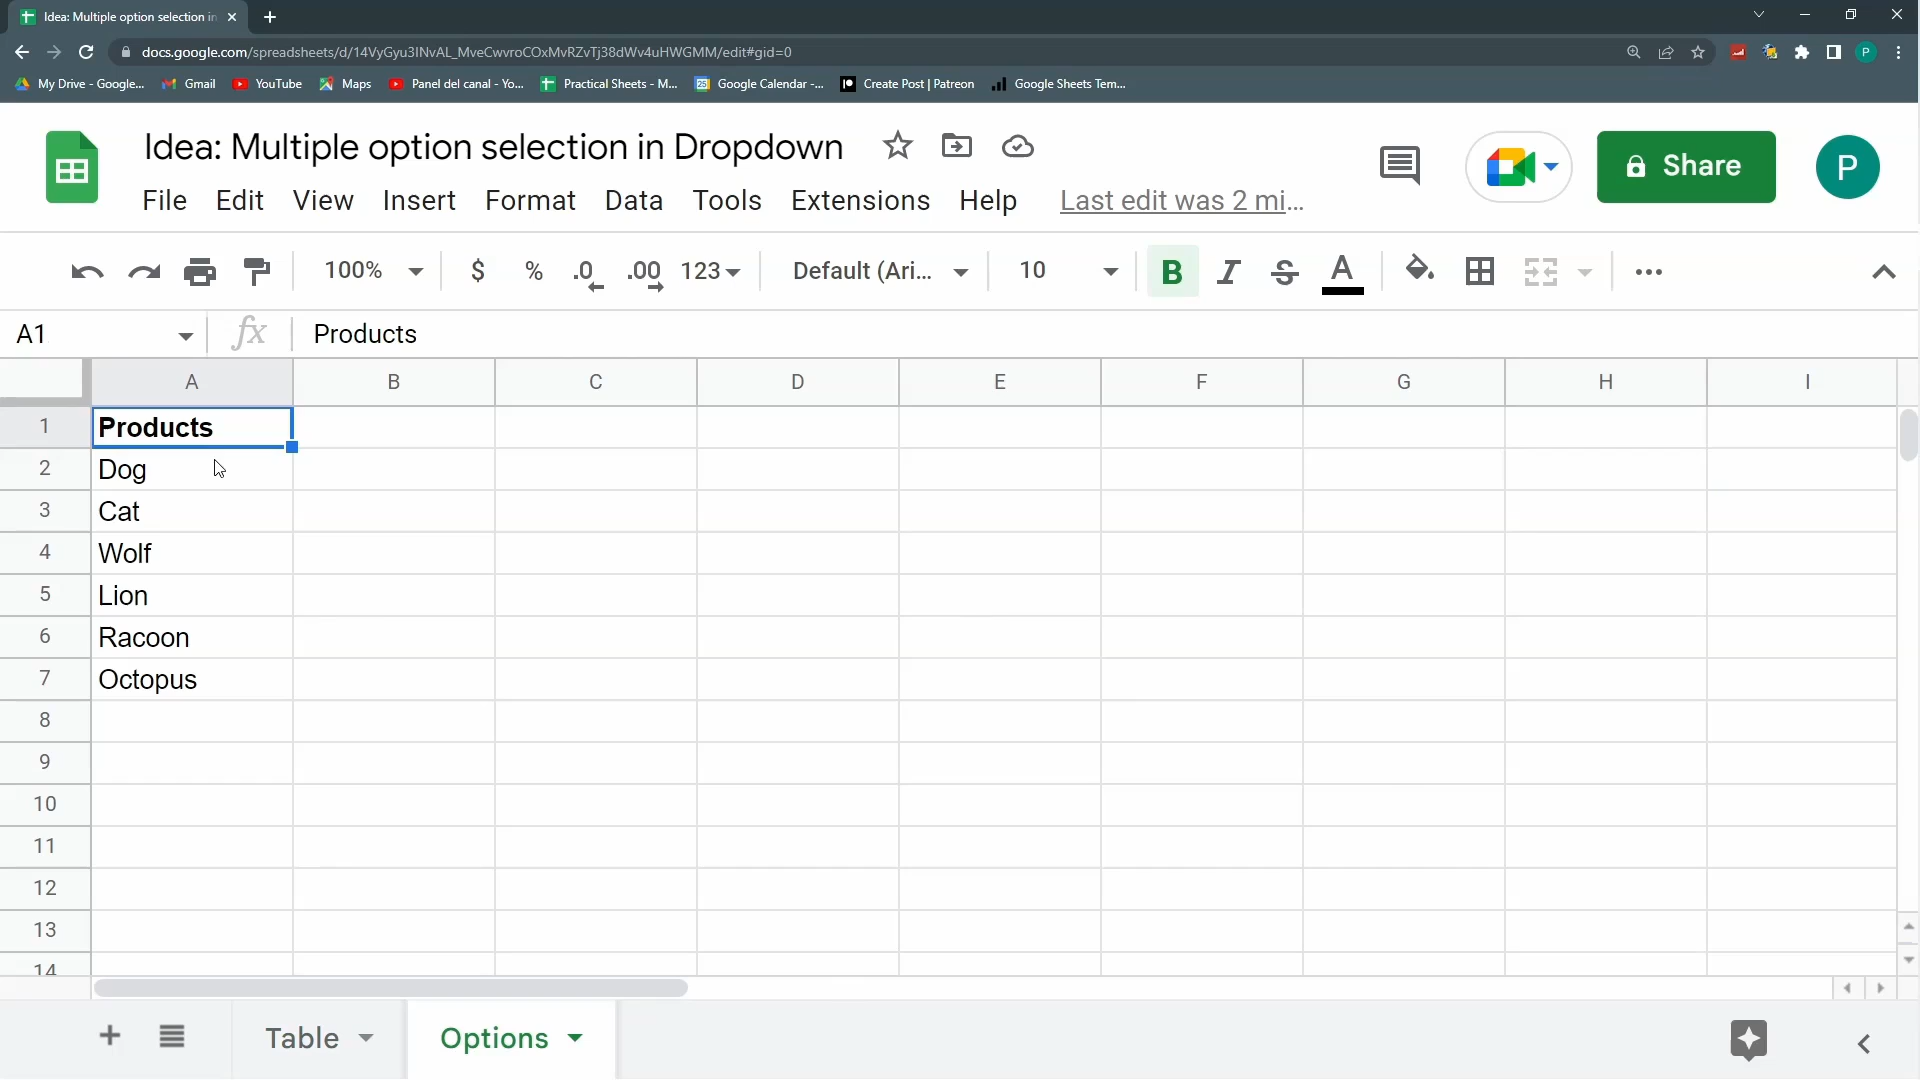 Idea: Multiple option selection in
docs.google.com/spreadsheets/d/14VyGyu3INvAL_MveCwvroCOxMvRZvTj38dWv4uHWGMM/edit#gid=0
P
My Drive - Google... Gmail YouTube Maps Panel del canal - Yo... Practical Sheets - M... Google Calendar -... Create Post | Patreon Google Sheets Tem...
Idea: Multiple option selection in Dropdown
Share
P
File Edit View Insert Format Data Tools Extensions Help Last edit was 2 mi...
100% $ % .0 .00 123 Default (Ari... 10 B I S A
A1 fx Products
A B C D E F G H I
1 Products
2 Dog
3 Cat
4 Wolf
5 Lion
6 Racoon
7 Octopus
8
9
10
11
12
13
14
Table Options